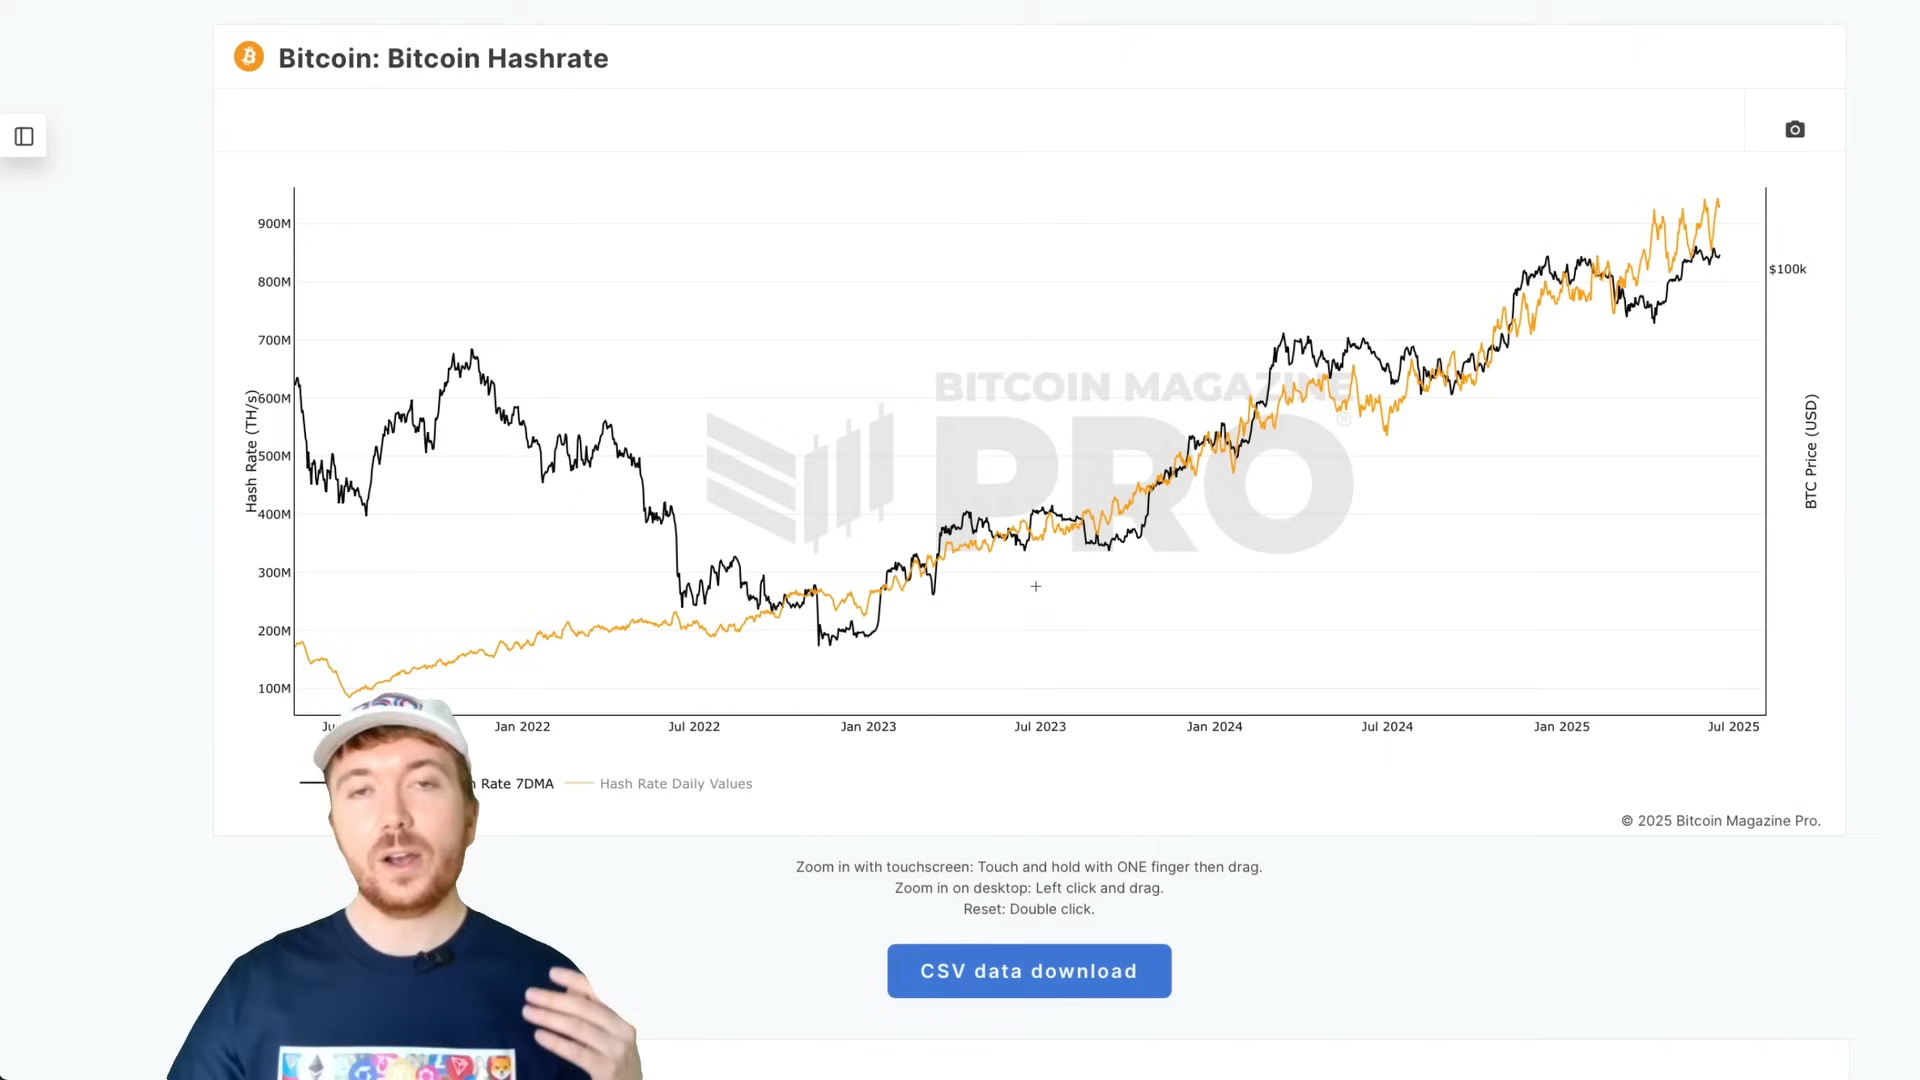 Bitcoin: Bitcoin Hashrate
900M
800M
700M
600M
500M
400M
300M
200M
100M
Hash Rate (TH/s)
$100k
BTC Price (USD)
BITCOIN MAGAZINE
PRO
Jan 2022
Jul 2022
Jan 2023
Jul 2023
Jan 2024
Jul 2024
Jan 2025
Jul 2025
Rate 7DMA
Hash Rate Daily Values
© 2025 Bitcoin Magazine Pro.
Zoom in with touchscreen: Touch and hold with ONE finger then drag.
Zoom in on desktop: Left click and drag.
Reset: Double click.
CSV data download